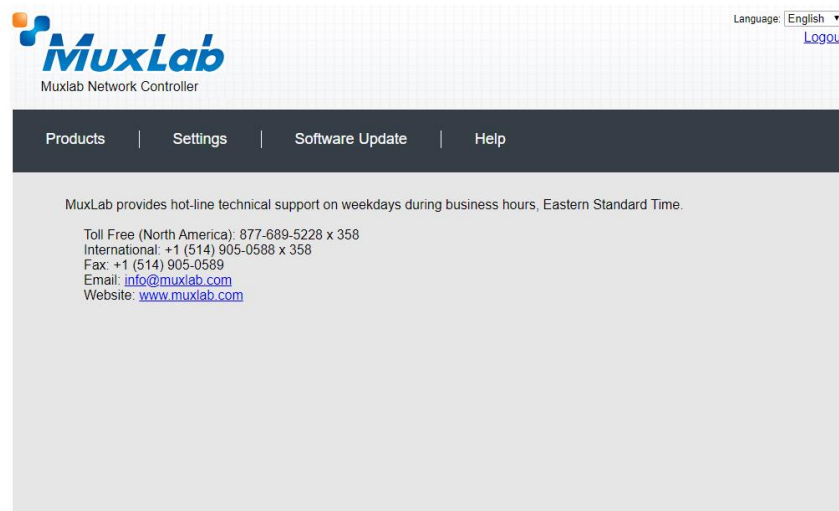 Language: English
Logou
MuxLab
Muxlab Network Controller
Products | Settings | Software Update | Help
MuxLab provides hot-line technical support on weekdays during business hours, Eastern Standard Time.
Toll Free (North America): 877-689-5228 x 358
International: +1 (514) 905-0588 x 358
Fax: +1 (514) 905-0589
Email: info@muxlab.com
Website: www.muxlab.com